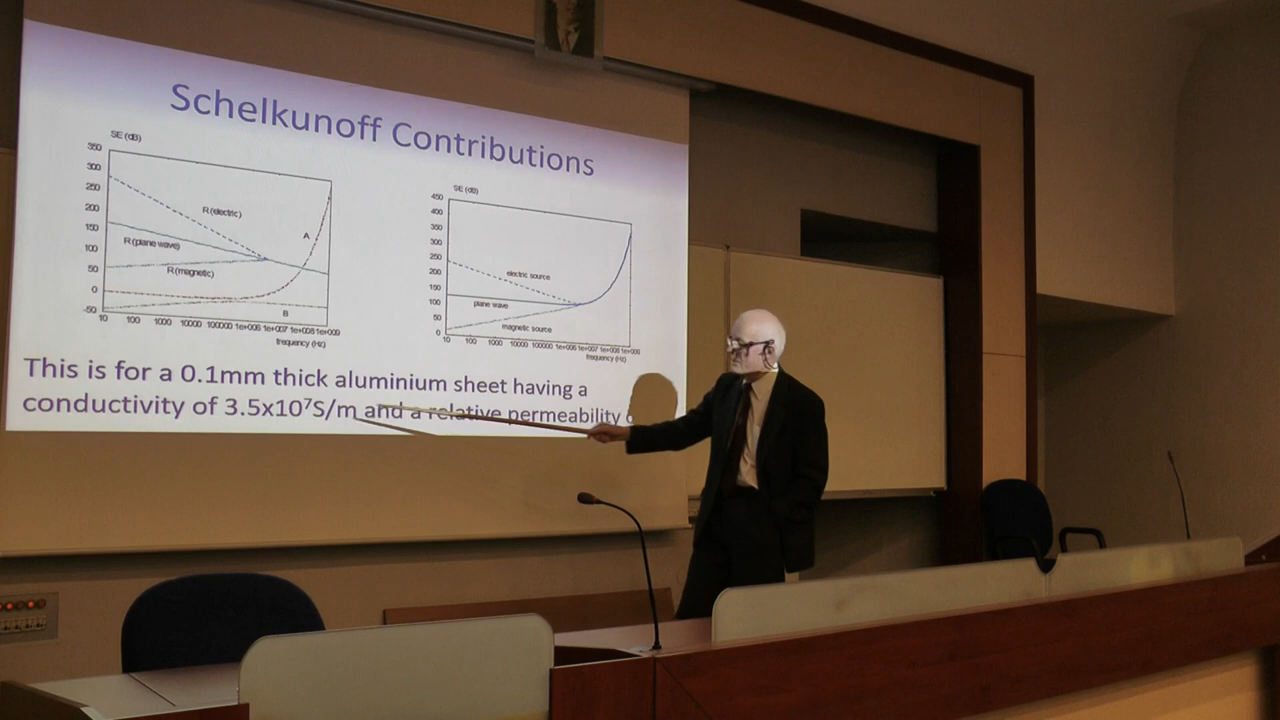 Schelkunoff Contributions
SE (dB)
350
300
250
200
150
100
50
0
-50
R (electric)
R (plane wave)
R (magnetic)
A
B
10 100 1000 10000 100000 1e+006 1e+007 1e+008 1e+009
frequency (Hz)
SE (dB)
450
400
350
300
250
200
150
100
50
0
electric source
plane wave
magnetic source
10 100 1000 10000 100000 1e+006 1e+007 1e+008 1e+009
frequency (Hz)
This is for a 0.1mm thick aluminium sheet having a
conductivity of 3.5x10⁷S/m and a relative permeability